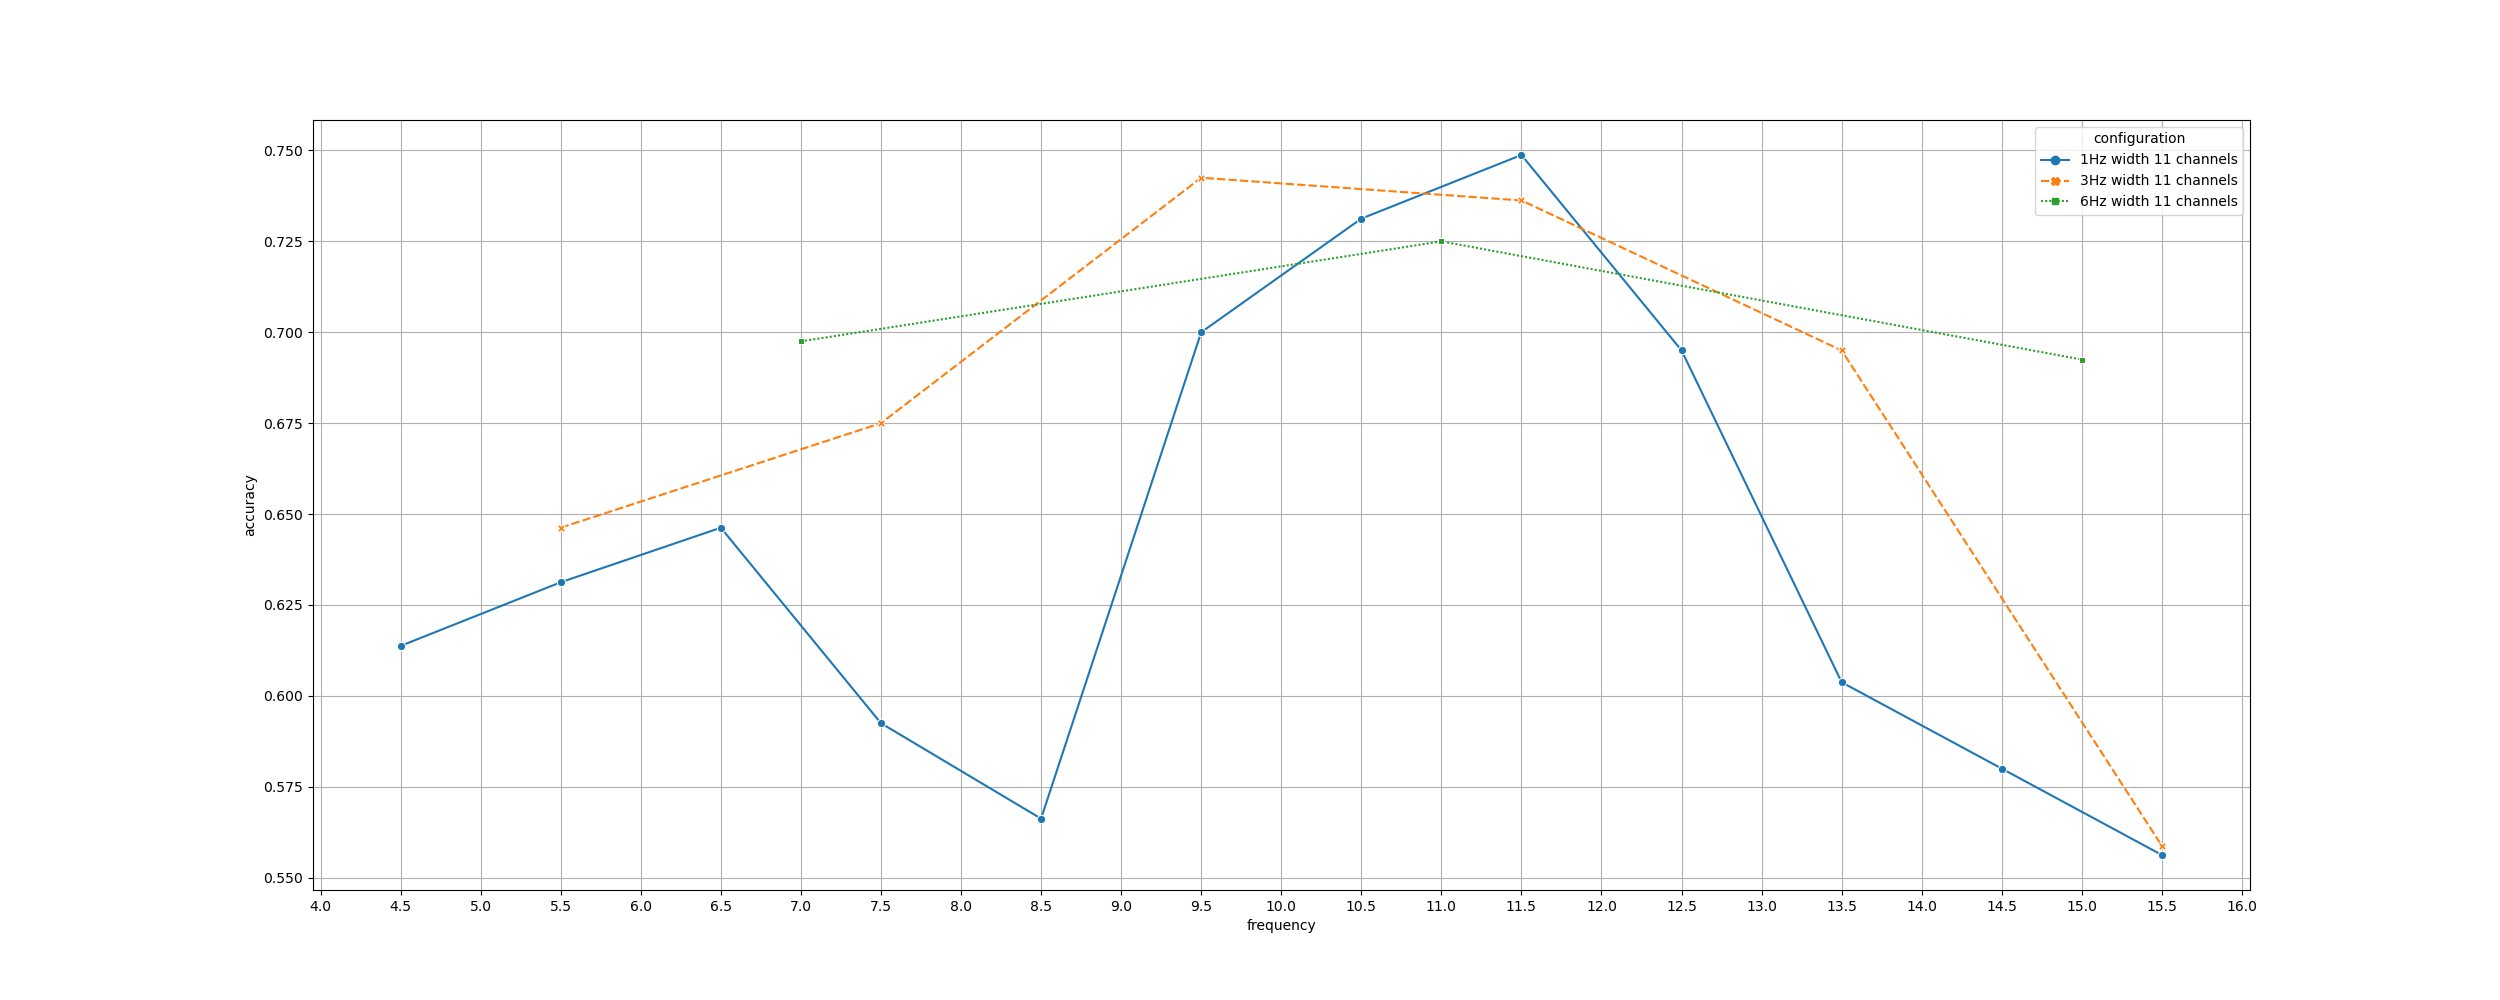 configuration
1Hz width 11 channels
3Hz width 11 channels
6Hz width 11 channels
0.750
0.725
0.700
0.675
0.650
0.625
0.600
0.575
0.550
accuracy
4.0 4.5 5.0 5.5 6.0 6.5 7.0 7.5 8.0 8.5 9.0 9.5 10.0 10.5 11.0 11.5 12.0 12.5 13.0 13.5 14.0 14.5 15.0 15.5 16.0
frequency